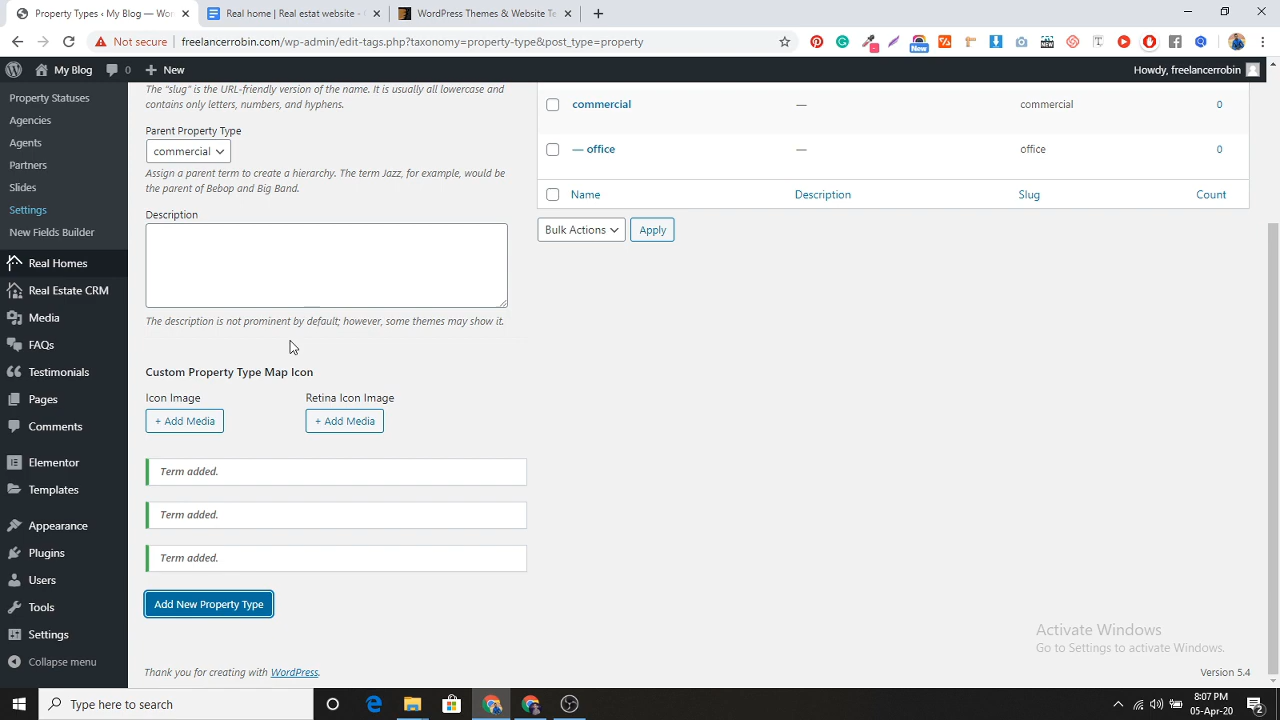 Property Types ‹ My Blog — Wor
Real home | Real estat website -
WordPress Themes & Website Te
Not secure
freelancerrobin.com/wp-admin/edit-tags.php?taxonomy=property-type&post_type=property
New
NEW
My Blog
0
New
Howdy, freelancerrobin
Property Statuses
Agencies
Agents
Partners
Slides
Settings
New Fields Builder
Real Homes
Real Estate CRM
Media
FAQs
Testimonials
Pages
Comments
Elementor
Templates
Appearance
Plugins
Users
Tools
Settings
Collapse menu
The “slug” is the URL-friendly version of the name. It is usually all lowercase and
contains only letters, numbers, and hyphens.
Parent Property Type
commercial
Assign a parent term to create a hierarchy. The term Jazz, for example, would be
the parent of Bebop and Big Band.
Description
The description is not prominent by default; however, some themes may show it.
Custom Property Type Map Icon
Icon Image
Retina Icon Image
+ Add Media
+ Add Media
Term added.
Term added.
Term added.
Add New Property Type
Thank you for creating with WordPress.
commercial — commercial 0
— office — office 0
Name Description Slug Count
Bulk Actions
Apply
Activate Windows
Go to Settings to activate Windows.
Version 5.4
Type here to search
8:07 PM
05-Apr-20
2